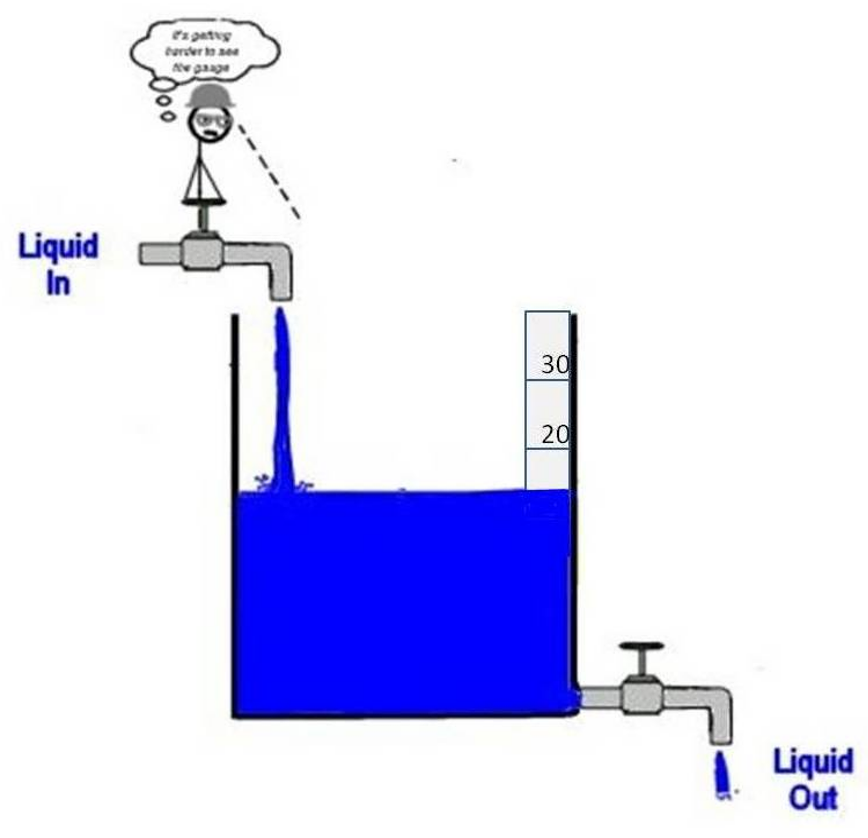 It's getting
harder to see
the gauge
Liquid
In
30
20
Liquid
Out